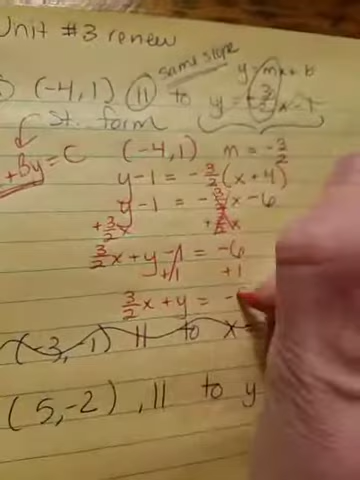 Unit #3 renew
same slope
y = mx + b
(-4,1) || to y = -3/2 x - 1
St. form
+ By = C (-4,1) m = -3/2
y-1 = -3/2(x+4)
y-1 = -3/2x-6
+3/2x +3/2x
3/2x+y-1 = -6
+1 +1
3/2x+y = -
(-3,1) || to x=
(5,-2), || to y